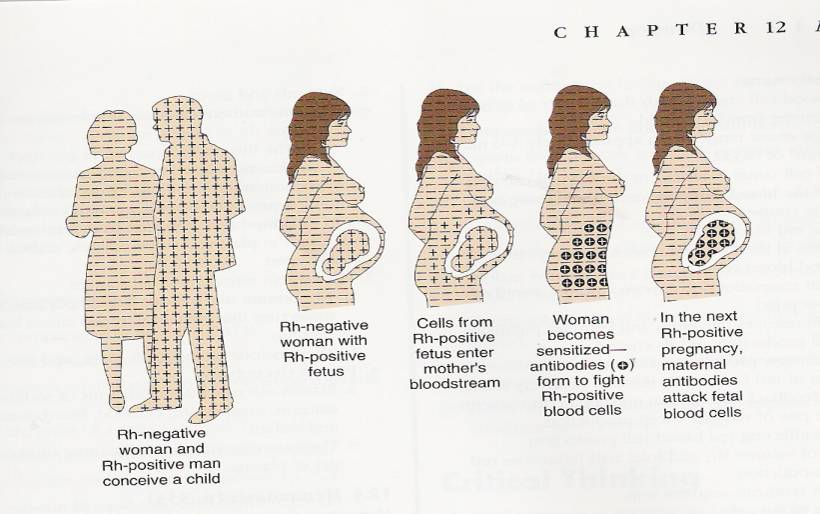 CHAPTER 12
Rh-negative
woman and
Rh-positive man
conceive a child
Rh-negative
woman with
Rh-positive
fetus
Cells from
Rh-positive
fetus enter
mother's
bloodstream
Woman
becomes
sensitized—
antibodies (⊕)
form to fight
Rh-positive
blood cells
In the next
Rh-positive
pregnancy,
maternal
antibodies
attack fetal
blood cells